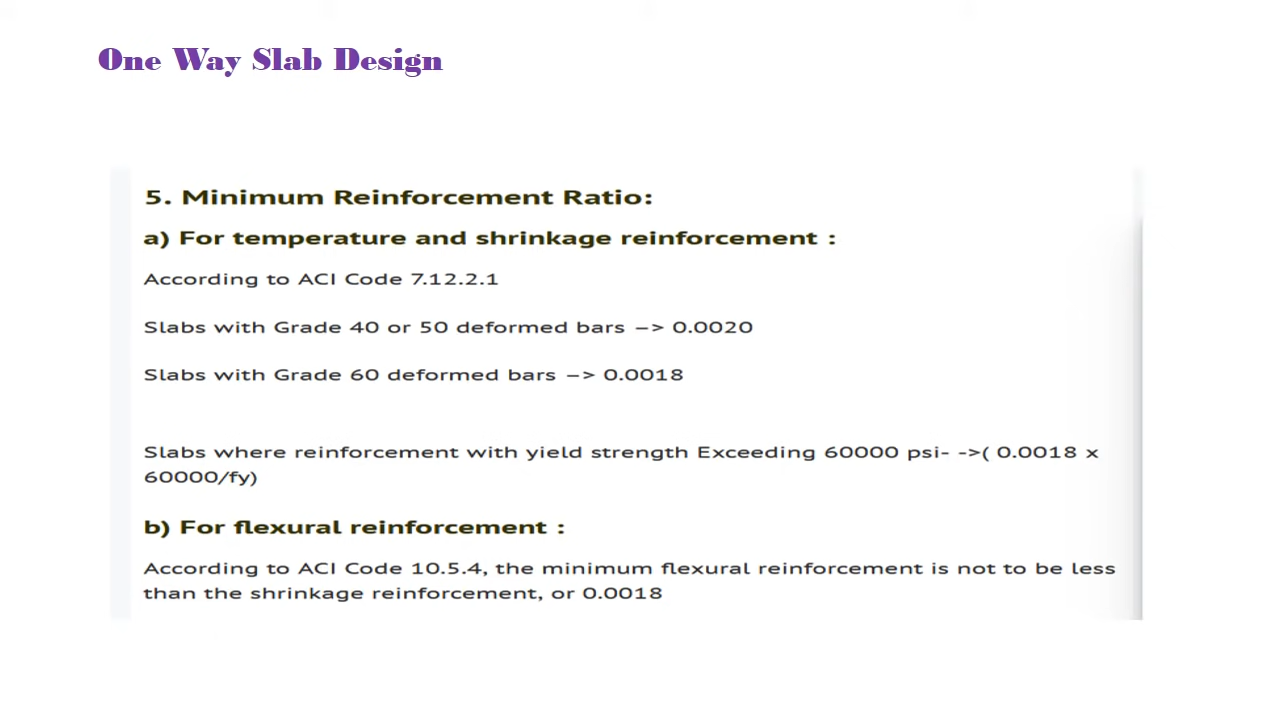 One Way Slab Design
5. Minimum Reinforcement Ratio:
a) For temperature and shrinkage reinforcement :
According to ACI Code 7.12.2.1
Slabs with Grade 40 or 50 deformed bars –> 0.0020
Slabs with Grade 60 deformed bars –> 0.0018
Slabs where reinforcement with yield strength Exceeding 60000 psi- ->( 0.0018 x
60000/fy)
b) For flexural reinforcement :
According to ACI Code 10.5.4, the minimum flexural reinforcement is not to be less
than the shrinkage reinforcement, or 0.0018